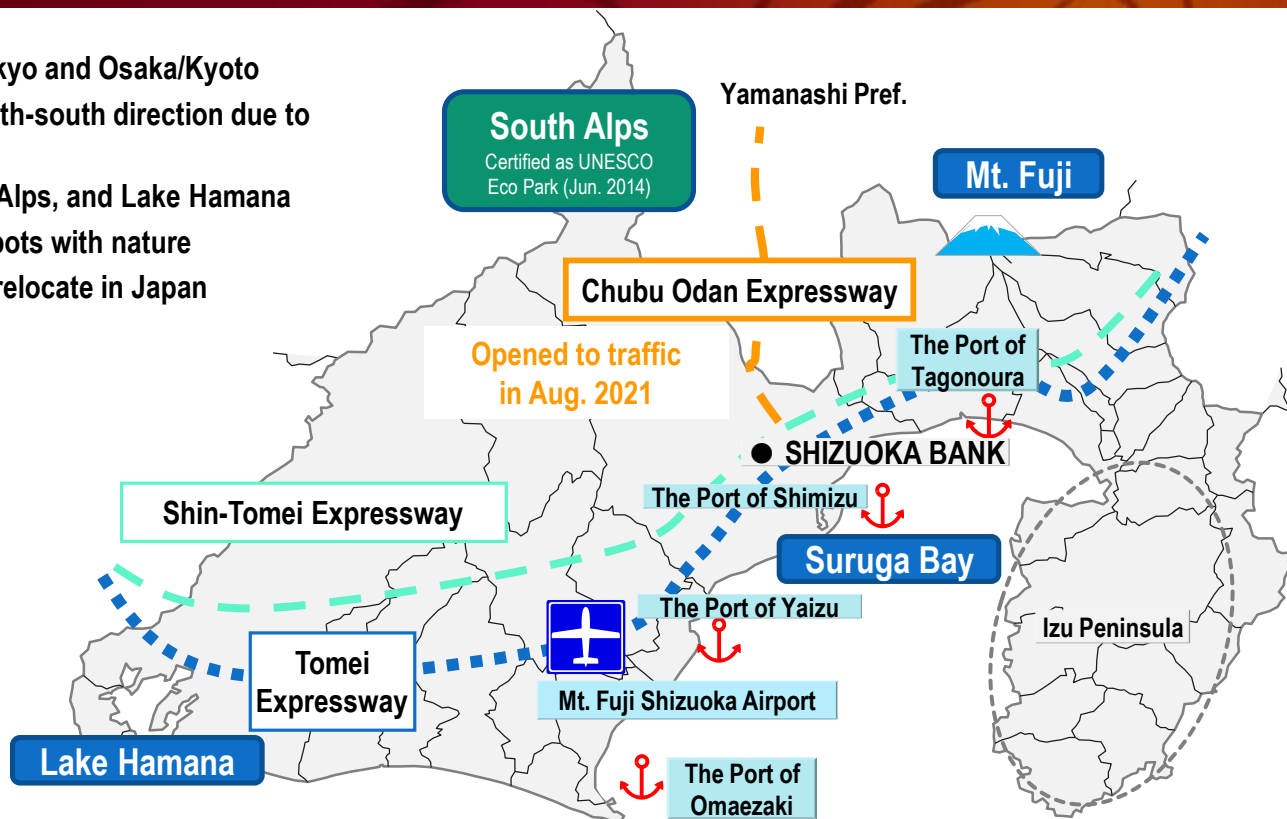 kyo and Osaka/Kyoto
th-south direction due to
Alps, and Lake Hamana
pots with nature
relocate in Japan
South Alps
Certified as UNESCO
Eco Park (Jun. 2014)
Yamanashi Pref.
Mt. Fuji
Chubu Odan Expressway
Opened to traffic
in Aug. 2021
The Port of
Tagonoura
SHIZUOKA BANK
Shin-Tomei Expressway
The Port of Shimizu
Suruga Bay
The Port of Yaizu
Izu Peninsula
Tomei
Expressway
Mt. Fuji Shizuoka Airport
Lake Hamana
The Port of
Omaezaki